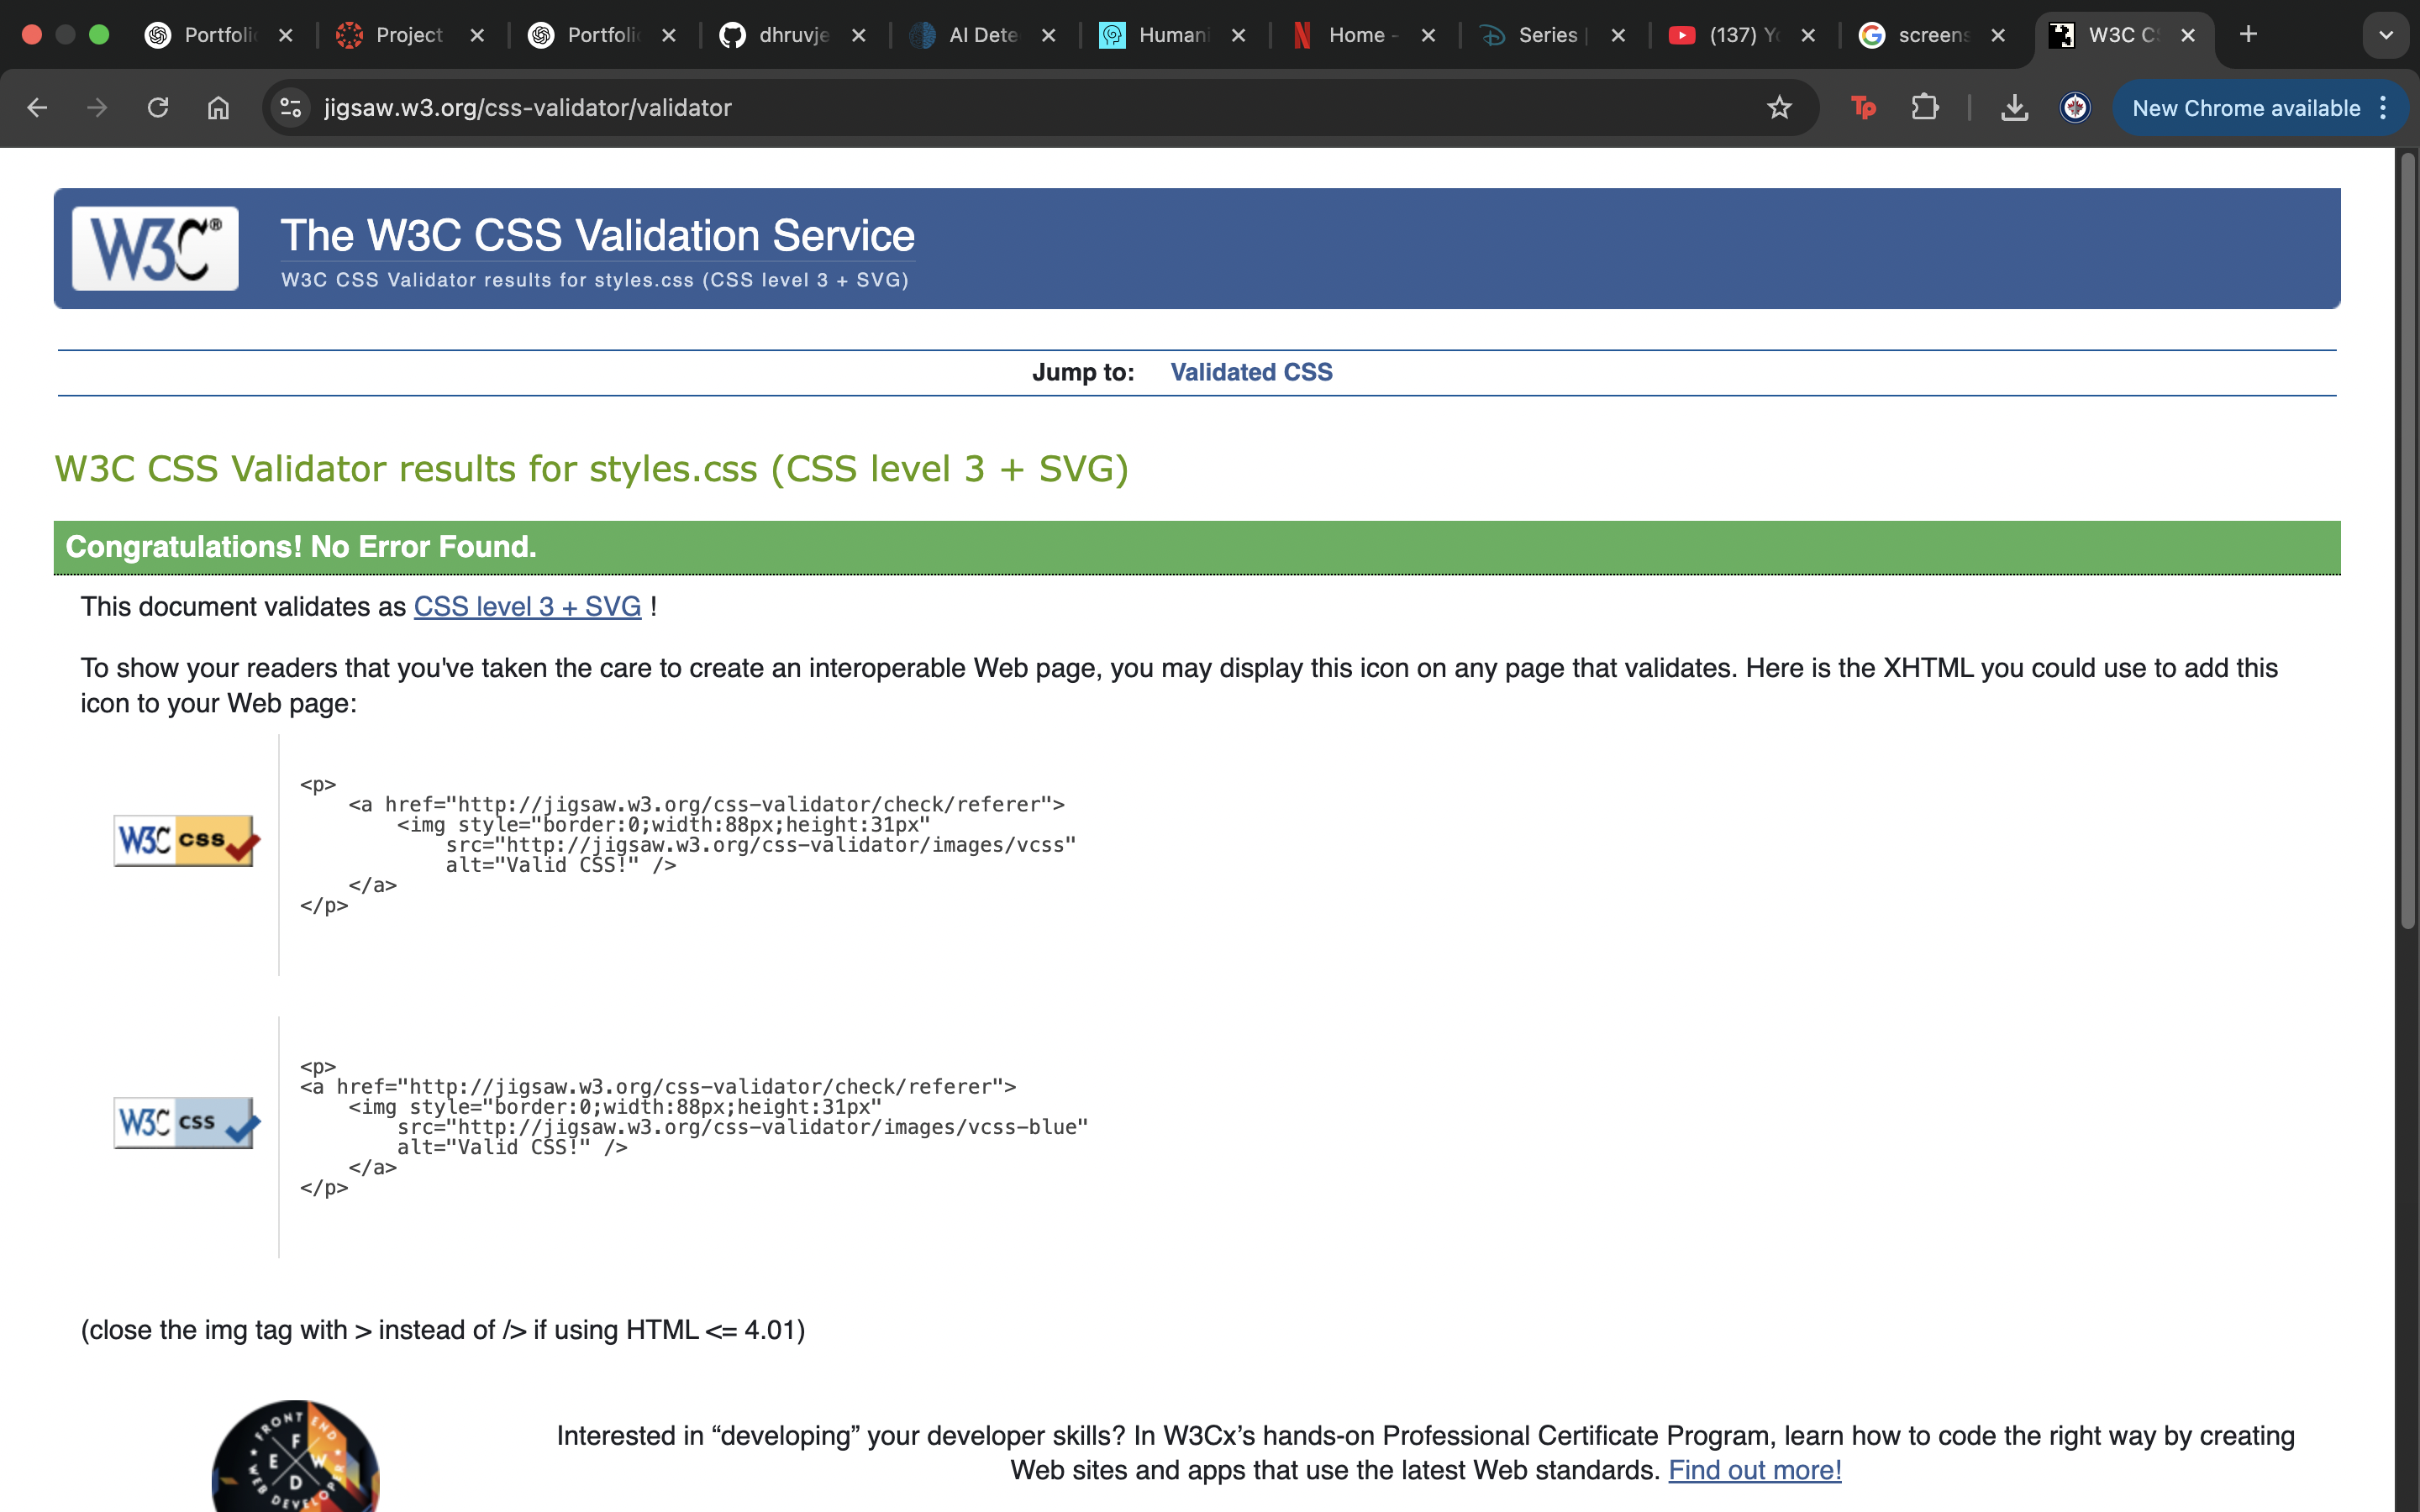 Portfoli
Project
Portfoli
dhruvje
AI Dete
Humani
Home -
Series |
(137) Yo
screens
W3C CS
jigsaw.w3.org/css-validator/validator
Tp
New Chrome available
W3C®
The W3C CSS Validation Service
W3C CSS Validator results for styles.css (CSS level 3 + SVG)
Jump to: Validated CSS
W3C CSS Validator results for styles.css (CSS level 3 + SVG)
Congratulations! No Error Found.
This document validates as CSS level 3 + SVG !
To show your readers that you've taken the care to create an interoperable Web page, you may display this icon on any page that validates. Here is the XHTML you could use to add this
icon to your Web page:
W3C css
<p>
<a href="http://jigsaw.w3.org/css-validator/check/referer">
<img style="border:0;width:88px;height:31px"
src="http://jigsaw.w3.org/css-validator/images/vcss"
alt="Valid CSS!" />
</a>
</p>
W3C css
<p>
<a href="http://jigsaw.w3.org/css-validator/check/referer">
<img style="border:0;width:88px;height:31px"
src="http://jigsaw.w3.org/css-validator/images/vcss-blue"
alt="Valid CSS!" />
</a>
</p>
(close the img tag with > instead of /> if using HTML <= 4.01)
FRONT END
F
E W
D
WEB DEVELOPER
Interested in “developing” your developer skills? In W3Cx’s hands-on Professional Certificate Program, learn how to code the right way by creating
Web sites and apps that use the latest Web standards. Find out more!